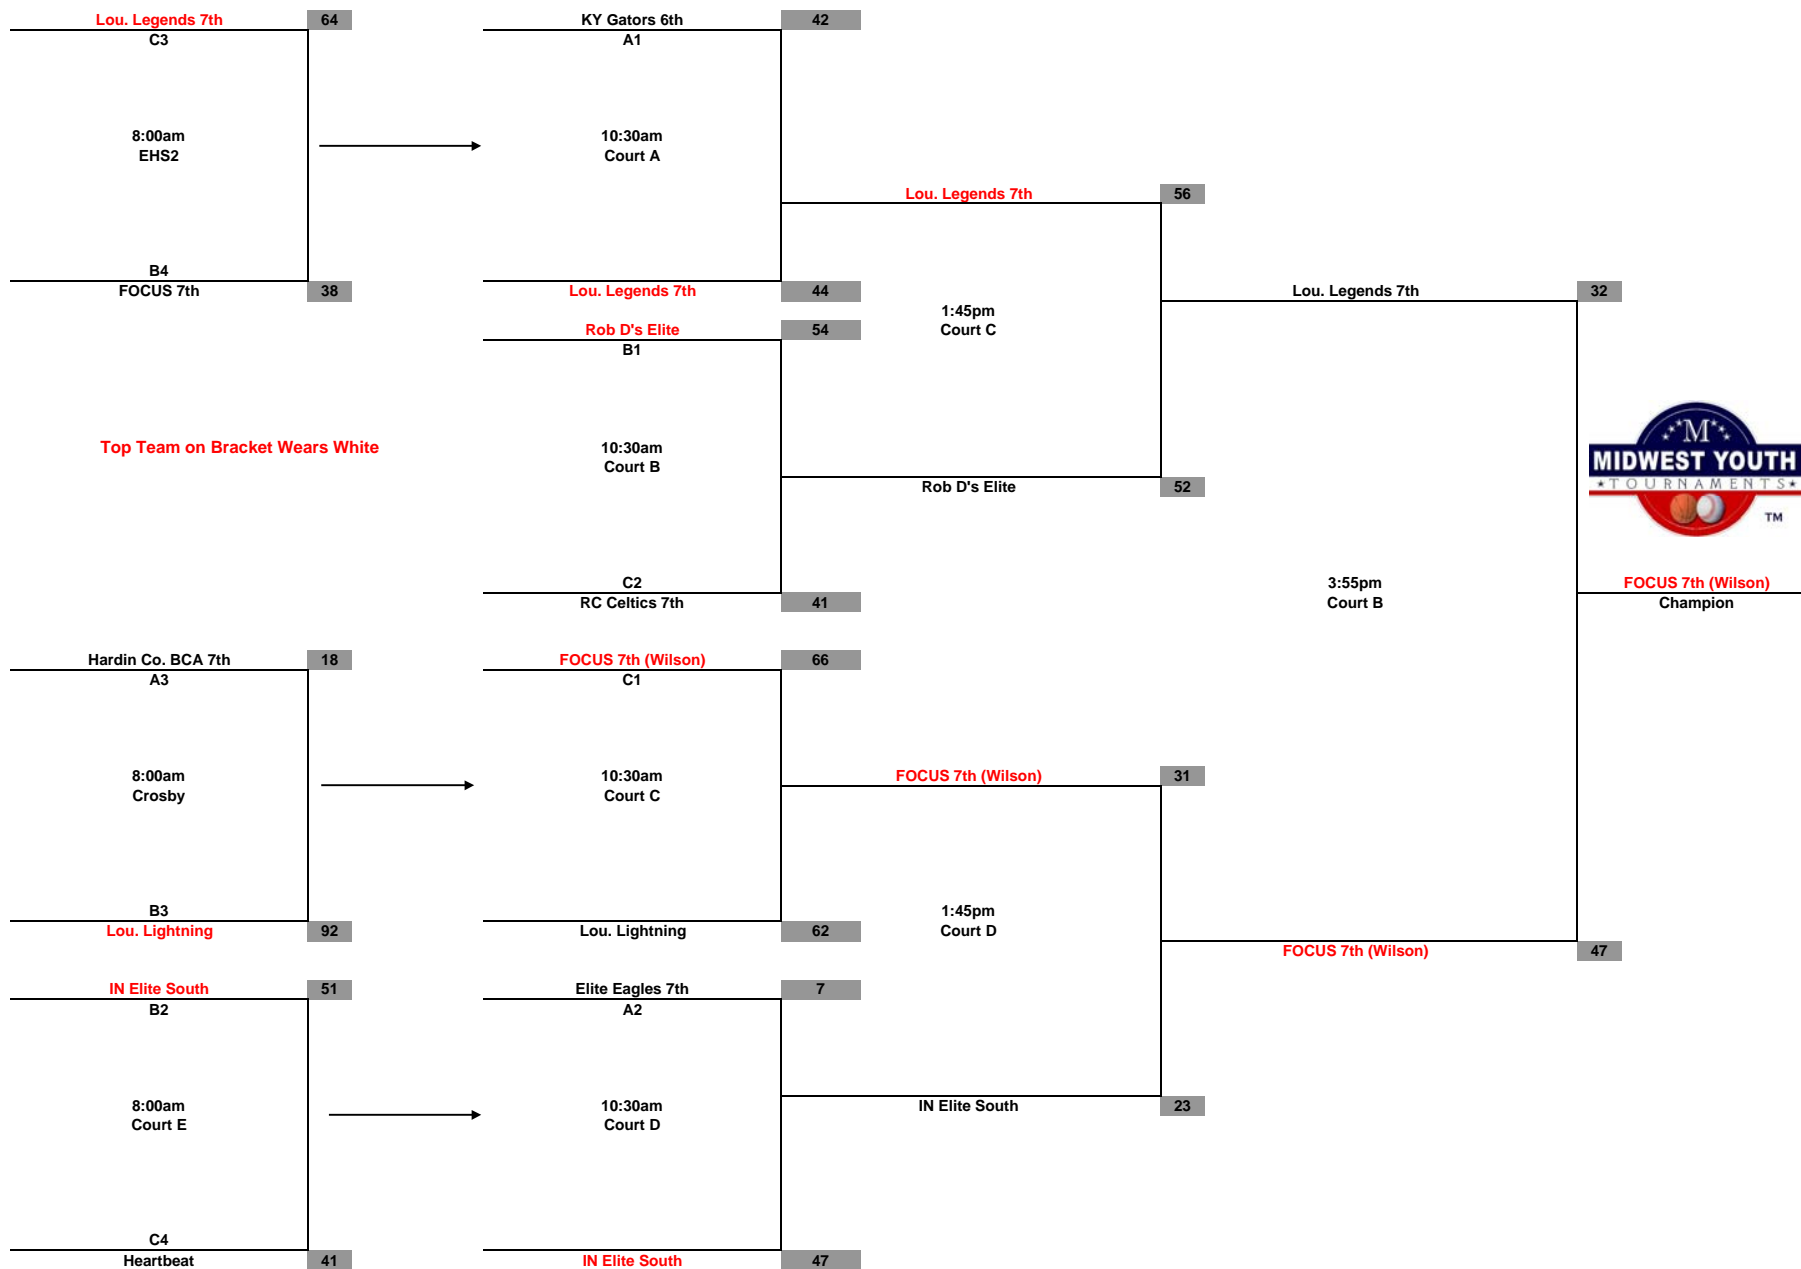 Lou. Legends 7th 64 KY Gators 6th 42
C3 A1
8:00am 10:30am
EHS2 Court A
Lou. Legends 7th 56
B4
FOCUS 7th 38 Lou. Legends 7th 44 Lou. Legends 7th 32
1:45pm
Rob D's Elite 54 Court C
B1
Top Team on Bracket Wears White 10:30am
Court B
M
MIDWEST YOUTH
TOURNAMENTS
TM
Rob D's Elite 52
C2 3:55pm FOCUS 7th (Wilson)
RC Celtics 7th 41 Court B Champion
Hardin Co. BCA 7th 18 FOCUS 7th (Wilson) 66
A3 C1
8:00am 10:30am FOCUS 7th (Wilson) 31
Crosby Court C
B3 1:45pm
Lou. Lightning 92 Lou. Lightning 62 Court D
FOCUS 7th (Wilson) 47
IN Elite South 51 Elite Eagles 7th 7
B2 A2
8:00am 10:30am IN Elite South 23
Court E Court D
C4
Heartbeat 41 IN Elite South 47